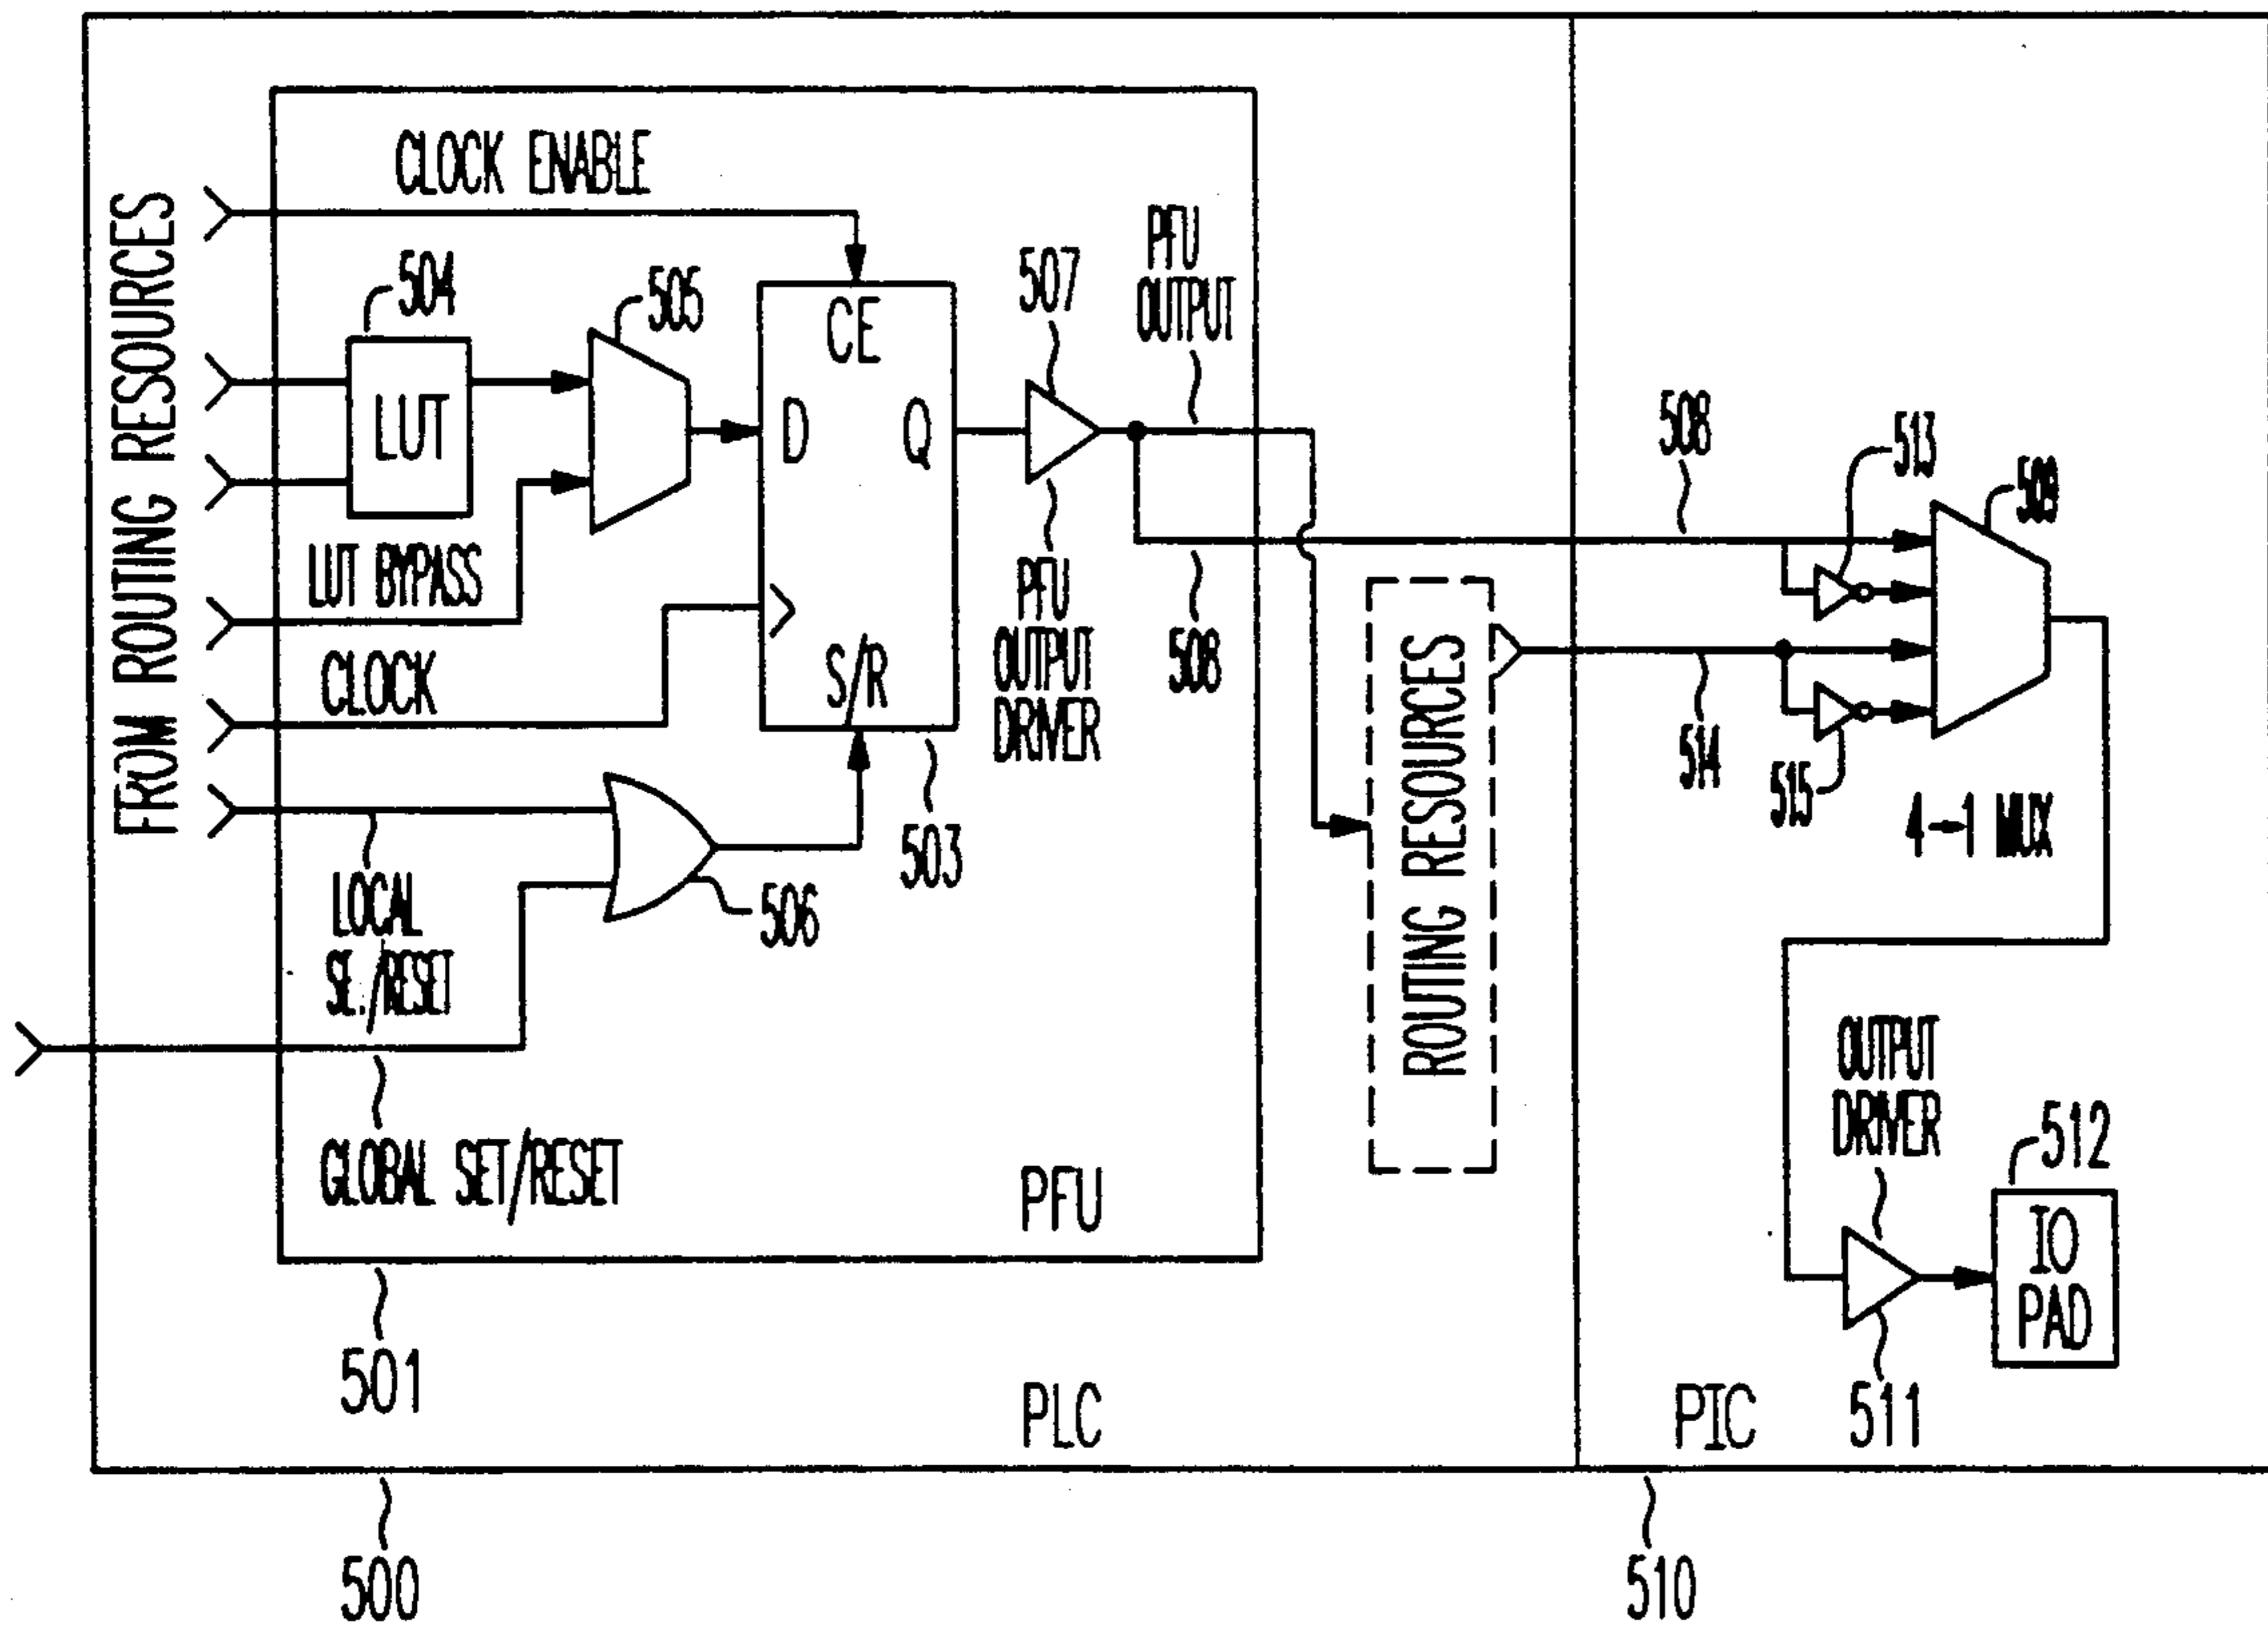 CLOCK ENABLE
FROM ROUTING RESOURCES
504
LUT
505
LUT BYPASS
CLOCK
CE
D
Q
S/R
503
507
PFU
OUTPUT
DRIVER
PFU
OUTPUT
508
LOCAL
SE./RESET
506
GLOBAL SET/RESET
PFU
501
PLC
500
ROUTING RESOURCES
508
513
509
514
515
4→1 MUX
OUTPUT
DRIVER
512
IO
PAD
511
PIC
510